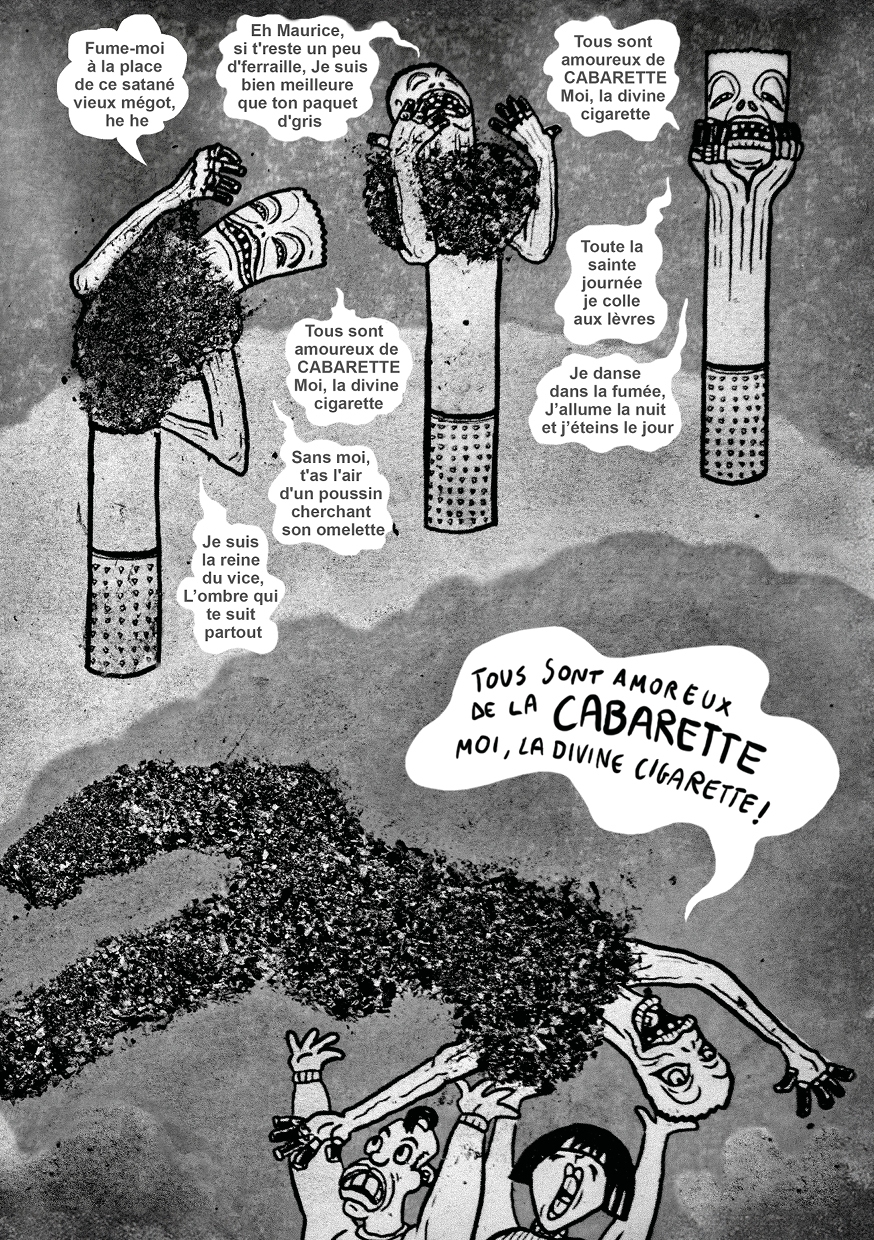 Fume-moi
à la place
de ce satané
vieux mégot,
he he
Eh Maurice,
si t'reste un peu
d'ferraille, Je suis
bien meilleure
que ton paquet
d'gris
Tous sont
amoureux de
CABARETTE
Moi, la divine
cigarette
Toute la
sainte
journée
je colle
aux lèvres
Je danse
dans la fumée,
J'allume la nuit
et j'éteins le jour
Tous sont
amoureux de
CABARETTE
Moi, la divine
cigarette
Sans moi,
t'as l'air
d'un poussin
cherchant
son omelette
Je suis
la reine
du vice,
L'ombre qui
te suit
partout
TOUS SONT AMOREUX
DE LA CABARETTE
MOI, LA DIVINE CIGARETTE!